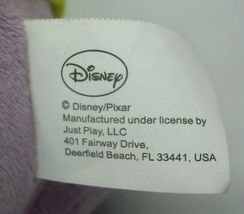 Disney
© Disney/Pixar
Manufactured under license by
Just Play, LLC
401 Fairway Drive,
Deerfield Beach, FL 33441, USA